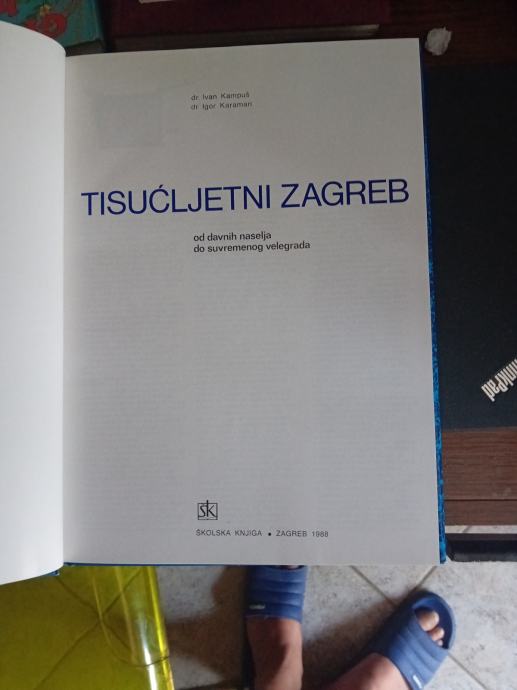 dr Ivan Kampuš
dr Igor Karaman
TISUĆLJETNI ZAGREB
od davnih naselja
do suvremenog velegrada
ŠK
ŠKOLSKA KNJIGA • ZAGREB 1988
ThinkPad